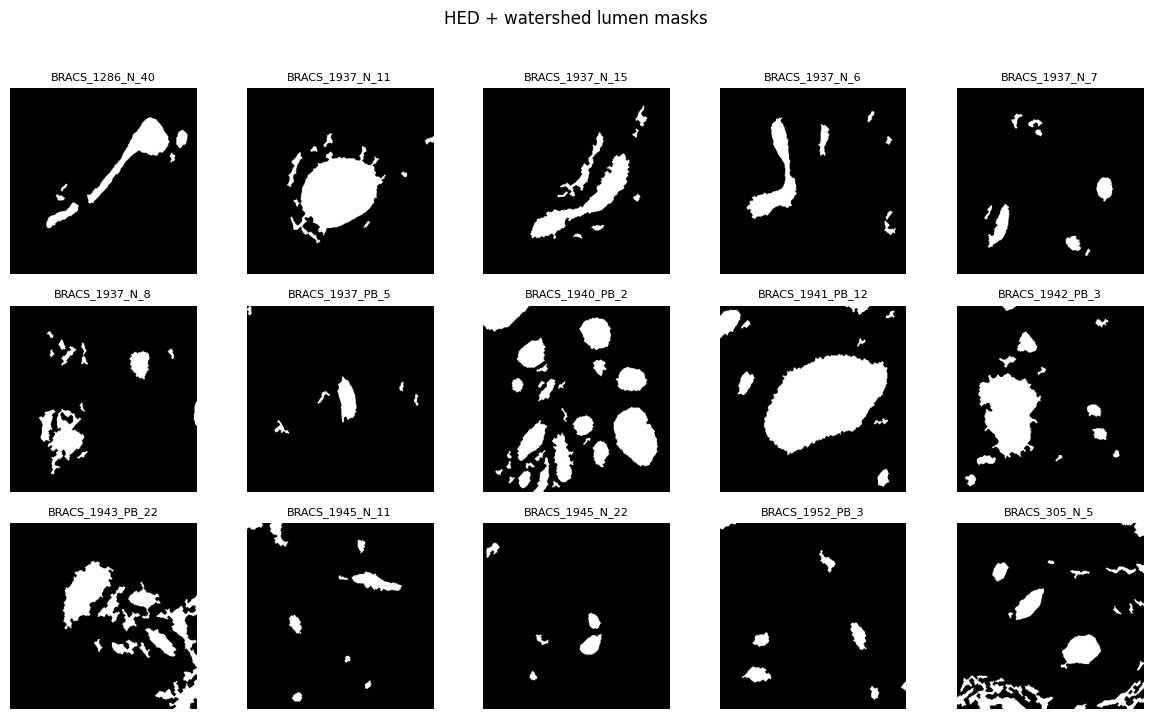 HED + watershed lumen masks
BRACS_1286_N_40
BRACS_1937_N_11
BRACS_1937_N_15
BRACS_1937_N_6
BRACS_1937_N_7
BRACS_1937_N_8
BRACS_1937_PB_5
BRACS_1940_PB_2
BRACS_1941_PB_12
BRACS_1942_PB_3
BRACS_1943_PB_22
BRACS_1945_N_11
BRACS_1945_N_22
BRACS_1952_PB_3
BRACS_305_N_5